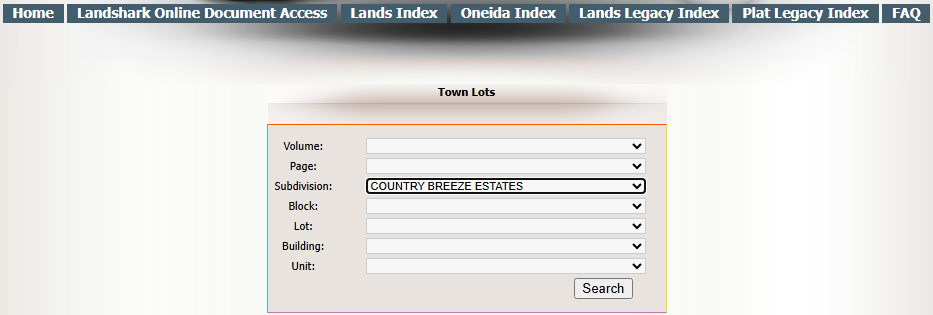 Home Landshark Online Document Access Lands Index Oneida Index Lands Legacy Index Plat Legacy Index FAQ
Town Lots
Volume:
Page:
Subdivision: COUNTRY BREEZE ESTATES
Block:
Lot:
Building:
Unit:
Search